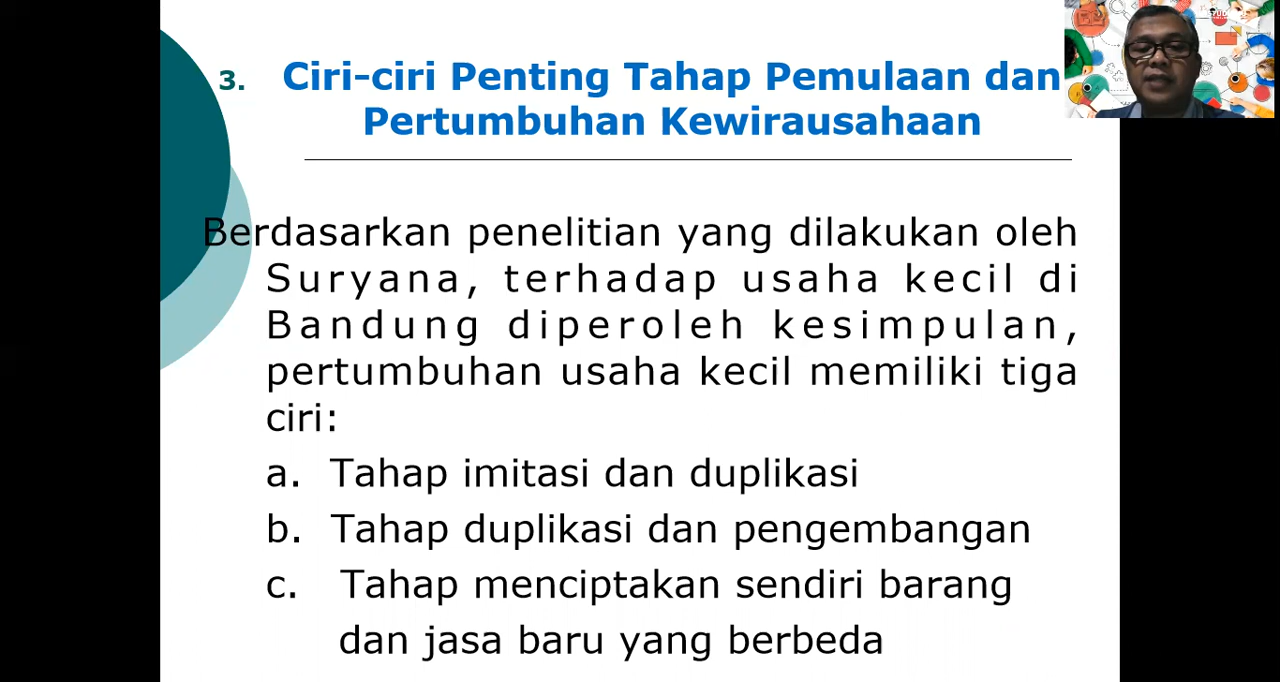 3. Ciri-ciri Penting Tahap Pemulaan dan
Pertumbuhan Kewirausahaan
Berdasarkan penelitian yang dilakukan oleh
Suryana, terhadap usaha kecil di
Bandung diperoleh kesimpulan,
pertumbuhan usaha kecil memiliki tiga
ciri:
a. Tahap imitasi dan duplikasi
b. Tahap duplikasi dan pengembangan
c. Tahap menciptakan sendiri barang
dan jasa baru yang berbeda